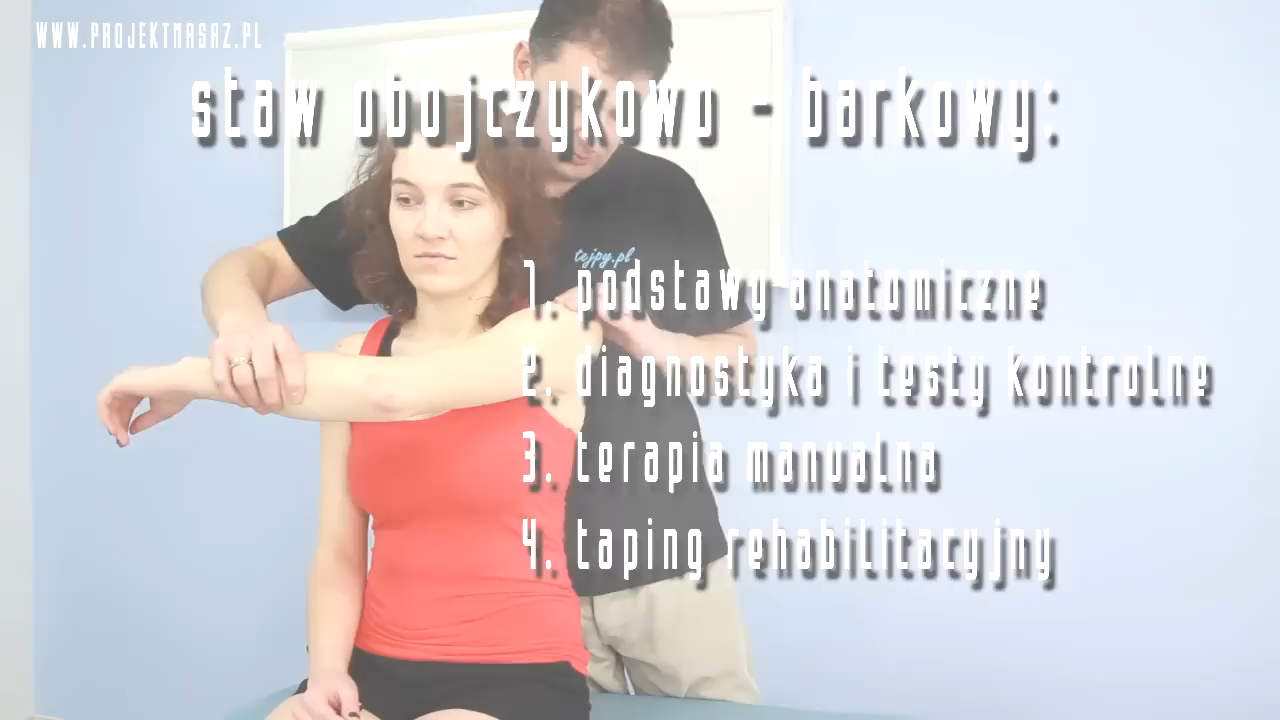 WWW.PROJEKTMASAZ.PL
staw obojczykowo - barkowy:
tejpy.pl
1. podstawy anatomiczne
2. diagnostyka i testy kontrolne
3. terapia manualna
4. taping rehabilitacyjny